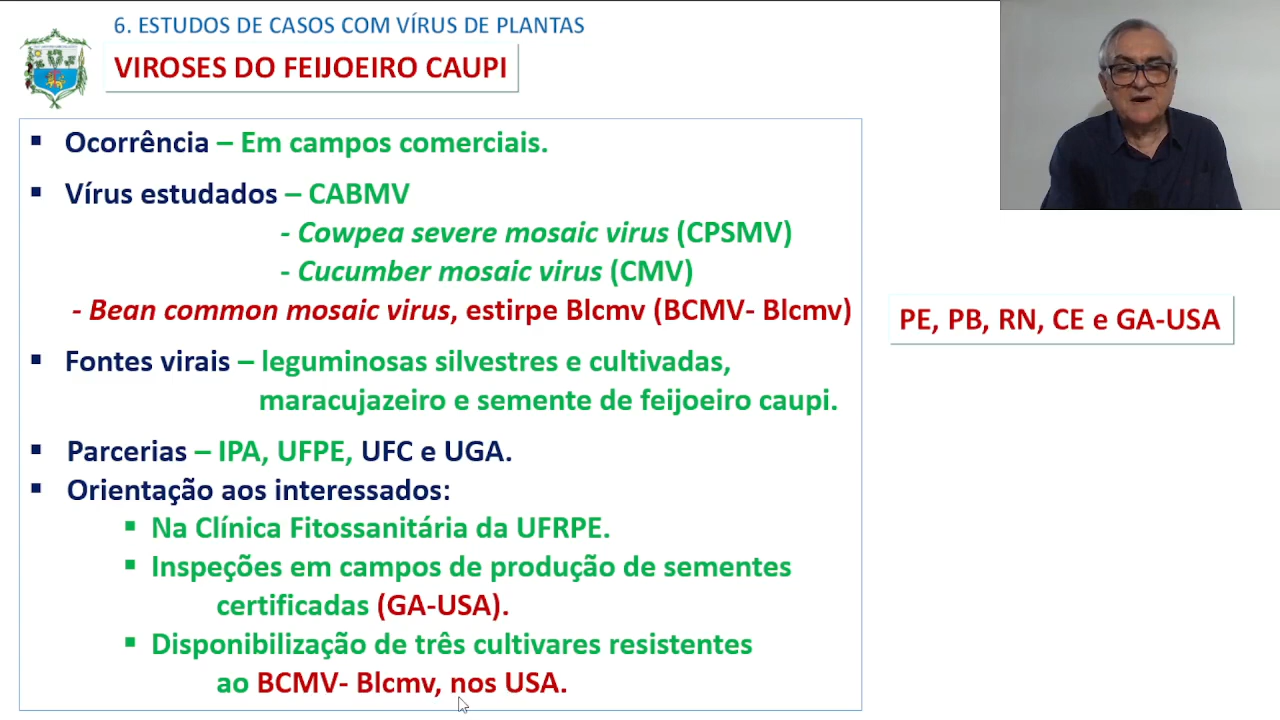 6. ESTUDOS DE CASOS COM VÍRUS DE PLANTAS
VIROSES DO FEIJOEIRO CAUPI
▪ Ocorrência – Em campos comerciais.
▪ Vírus estudados – CABMV
- Cowpea severe mosaic virus (CPSMV)
- Cucumber mosaic virus (CMV)
- Bean common mosaic virus, estirpe Blcmv (BCMV- Blcmv)
PE, PB, RN, CE e GA-USA
▪ Fontes virais – leguminosas silvestres e cultivadas,
maracujazeiro e semente de feijoeiro caupi.
▪ Parcerias – IPA, UFPE, UFC e UGA.
▪ Orientação aos interessados:
▪ Na Clínica Fitossanitária da UFRPE.
▪ Inspeções em campos de produção de sementes
certificadas (GA-USA).
▪ Disponibilização de três cultivares resistentes
ao BCMV- Blcmv, nos USA.